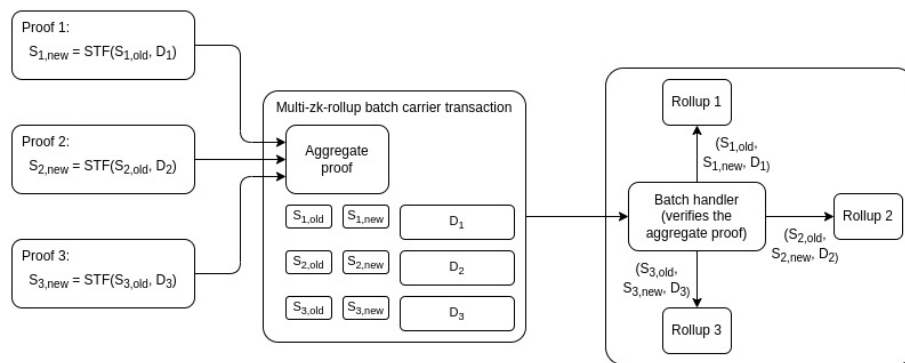 Proof 1:
S1,new = STF(S1,old, D1)
Proof 2:
S2,new = STF(S2,old, D2)
Proof 3:
S3,new = STF(S3,old, D3)
Multi-zk-rollup batch carrier transaction
Aggregate
proof
S1,old
S1,new
D1
S2,old
S2,new
D2
S3,old
S3,new
D3
Rollup 1
(S1,old,
S1,new, D1)
Batch handler
(verifies the
aggregate proof)
Rollup 2
(S2,old,
S2,new, D2)
(S3,old,
S3,new, D3)
Rollup 3